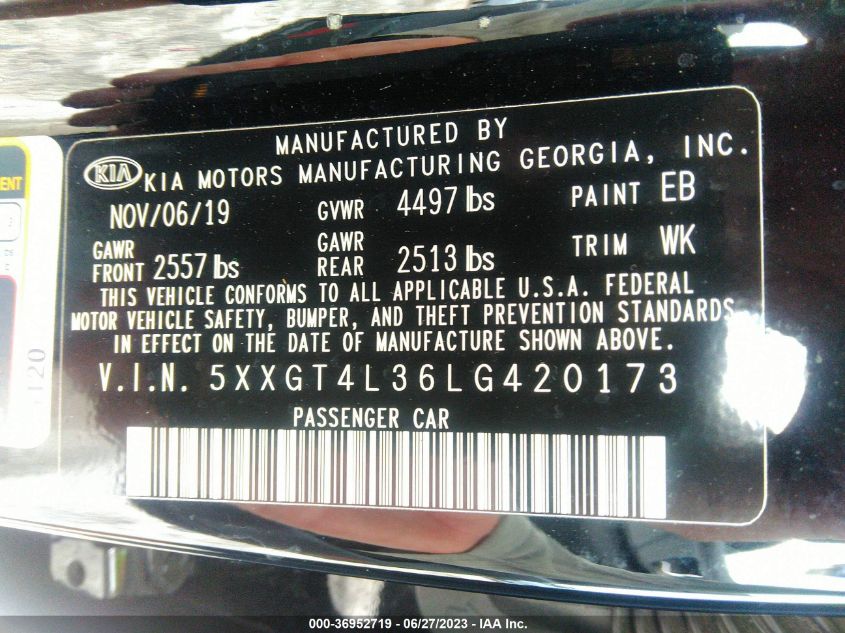 MANUFACTURED BY
KIA KIA MOTORS MANUFACTURING GEORGIA, INC.
NOV/06/19 GVWR 4497 lbs PAINT EB
GAWR FRONT 2557 lbs GAWR REAR 2513 lbs TRIM WK
THIS VEHICLE CONFORMS TO ALL APPLICABLE U.S.A. FEDERAL
MOTOR VEHICLE SAFETY, BUMPER, AND THEFT PREVENTION STANDARDS
IN EFFECT ON THE DATE OF MANUFACTURE SHOWN ABOVE.
V.I.N. 5XXGT4L36LG420173
PASSENGER CAR
000-36952719 - 06/27/2023 - IAA Inc.